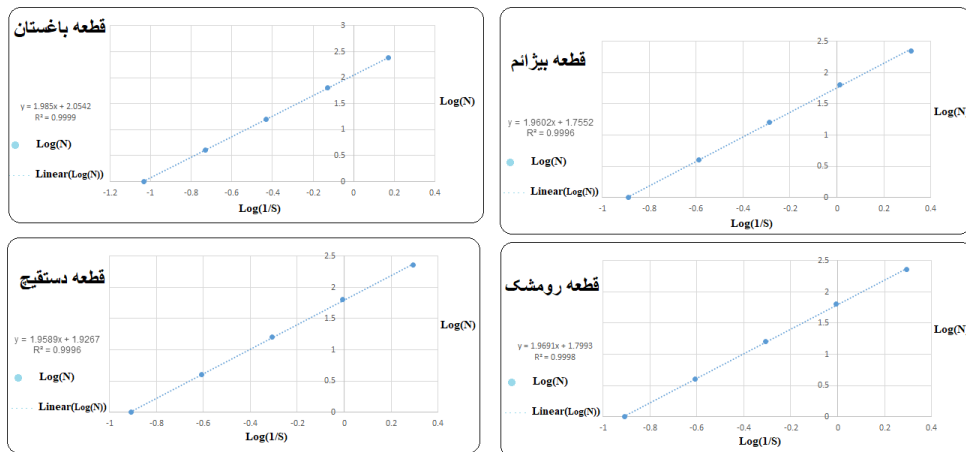 قطعه باغستان
3
2.5
2
1.5
1
0.5
0
-1.2 -1 -0.8 -0.6 -0.4 -0.2 0 0.2 0.4
Log(1/S)
Log(N)
y = 1.985x + 2.0542
R² = 0.9999
Log(N)
Linear(Log(N))
قطعه بیژائم
2.5
2
1.5
1
0.5
0
-1 -0.8 -0.6 -0.4 -0.2 0 0.2 0.4
Log(1/S)
Log(N)
y = 1.9602x + 1.7552
R² = 0.9996
Log(N)
Linear(Log(N))
قطعه دستقیچ
2.5
2
1.5
1
0.5
0
-1 -0.8 -0.6 -0.4 -0.2 0 0.2 0.4
Log(1/S)
Log(N)
y = 1.9589x + 1.9267
R² = 0.9996
Log(N)
Linear(Log(N))
قطعه رومشک
2.5
2
1.5
1
0.5
0
-1 -0.8 -0.6 -0.4 -0.2 0 0.2 0.4
Log(1/S)
Log(N)
y = 1.9691x + 1.7993
R² = 0.9998
Log(N)
Linear(Log(N))